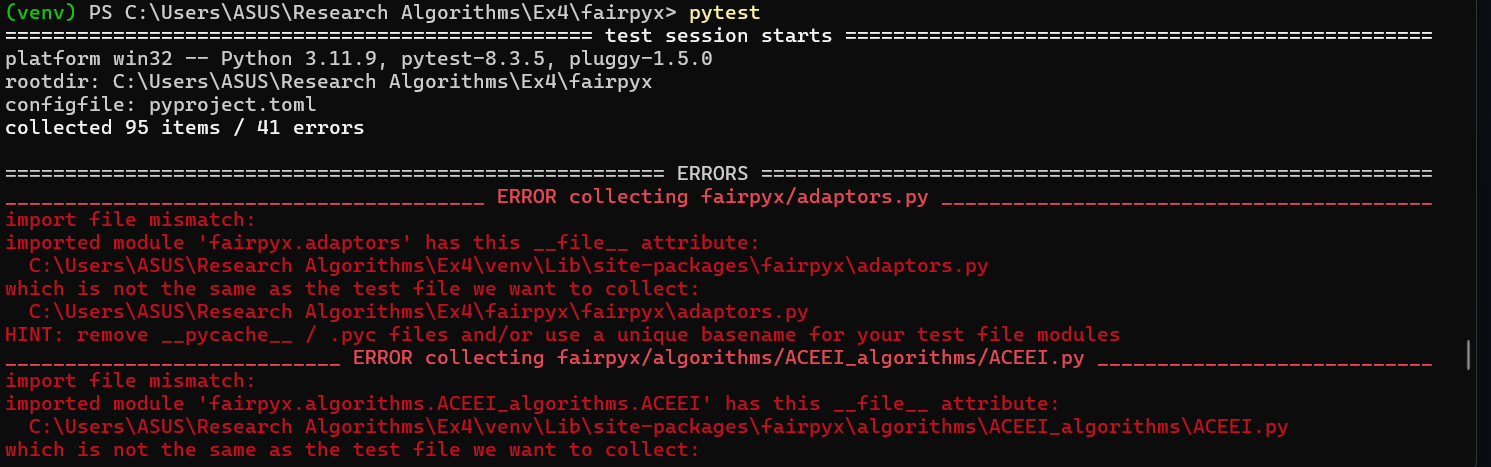 (venv) PS C:\Users\ASUS\Research Algorithms\Ex4\fairpyx> pytest
================================================= test session starts =================================================
platform win32 -- Python 3.11.9, pytest-8.3.5, pluggy-1.5.0
rootdir: C:\Users\ASUS\Research Algorithms\Ex4\fairpyx
configfile: pyproject.toml
collected 95 items / 41 errors
======================================================= ERRORS ========================================================
________________________________________ ERROR collecting fairpyx/adaptors.py _________________________________________
import file mismatch:
imported module 'fairpyx.adaptors' has this __file__ attribute:
  C:\Users\ASUS\Research Algorithms\Ex4\venv\Lib\site-packages\fairpyx\adaptors.py
which is not the same as the test file we want to collect:
  C:\Users\ASUS\Research Algorithms\Ex4\fairpyx\fairpyx\adaptors.py
HINT: remove __pycache__ / .pyc files and/or use a unique basename for your test file modules
____________________________ ERROR collecting fairpyx/algorithms/ACEEI_algorithms/ACEEI.py ____________________________
import file mismatch:
imported module 'fairpyx.algorithms.ACEEI_algorithms.ACEEI' has this __file__ attribute:
  C:\Users\ASUS\Research Algorithms\Ex4\venv\Lib\site-packages\fairpyx\algorithms\ACEEI_algorithms\ACEEI.py
which is not the same as the test file we want to collect: